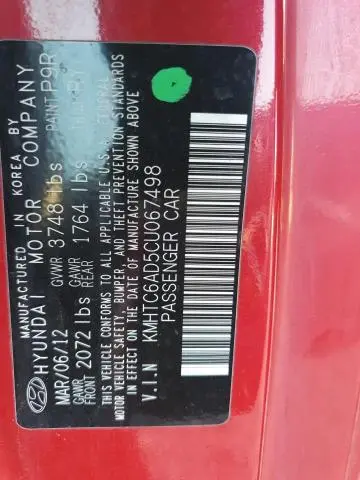 MANUFACTURED IN KOREA BY
HYUNDAI MOTOR COMPANY
MAR/06/12 GVWR 3748 lbs PAINT P9R
GAWR FRONT 2072 lbs GAWR REAR 1764 lbs TRIM RY
THIS VEHICLE CONFORMS TO ALL APPLICABLE U.S.A FEDERAL
MOTOR VEHICLE SAFETY, BUMPER, AND THEFT PREVENTION STANDARDS
IN EFFECT ON THE DATE OF MANUFACTURE SHOWN ABOVE
V.I.N KMHTC6AD5CU067498
PASSENGER CAR